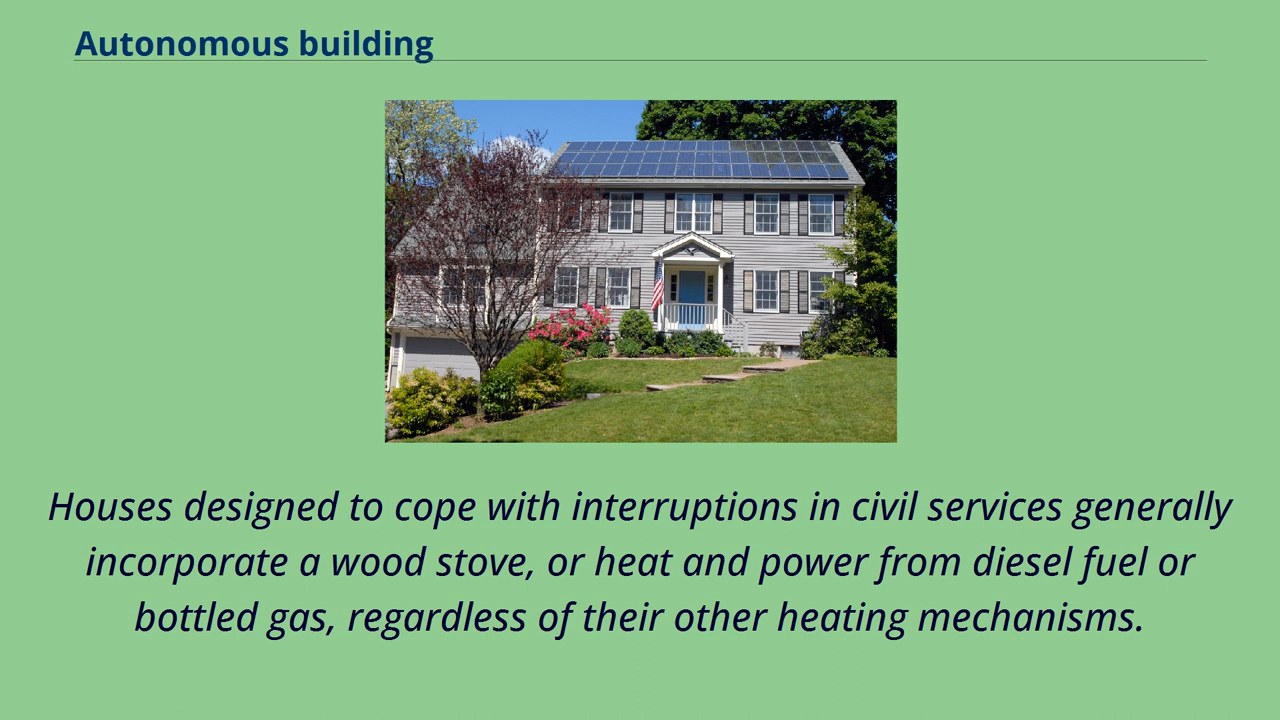 Autonomous building
Houses designed to cope with interruptions in civil services generally
incorporate a wood stove, or heat and power from diesel fuel or
bottled gas, regardless of their other heating mechanisms.